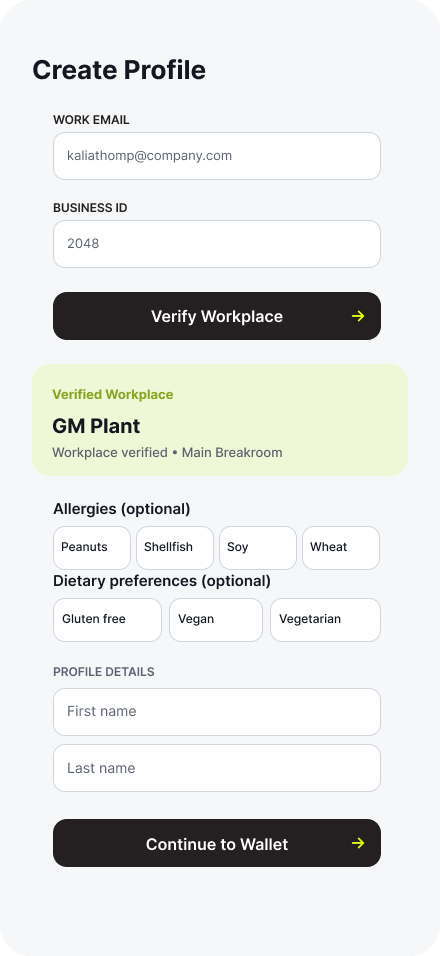 Create Profile
WORK EMAIL
kaliathomp@company.com
BUSINESS ID
2048
Verify Workplace →
Verified Workplace
GM Plant
Workplace verified • Main Breakroom
Allergies (optional)
Peanuts Shellfish Soy Wheat
Dietary preferences (optional)
Gluten free Vegan Vegetarian
PROFILE DETAILS
First name
Last name
Continue to Wallet →